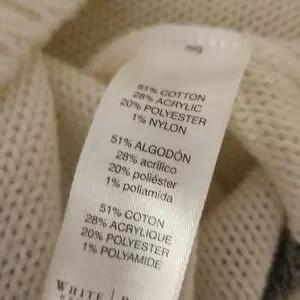 51% COTTON
28% ACRYLIC
20% POLYESTER
1% NYLON
51% ALGODÓN
28% acrílico
20% poliéster
1% poliamida
51% COTON
28% ACRYLIQUE
20% POLYESTER
1% POLYAMIDE
WHITE